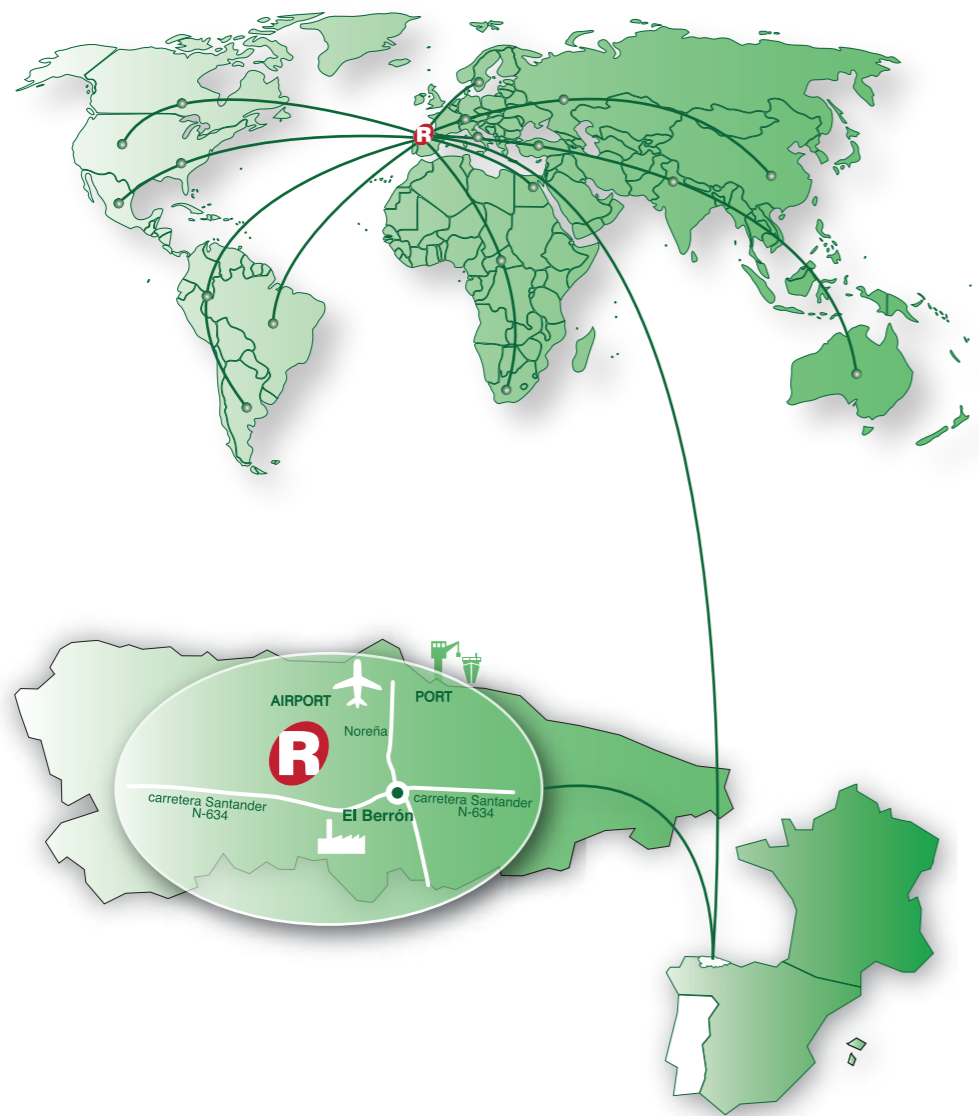 R
AIRPORT
PORT
Noreña
R
carretera Santander
N-634
El Berrón
carretera Santander
N-634